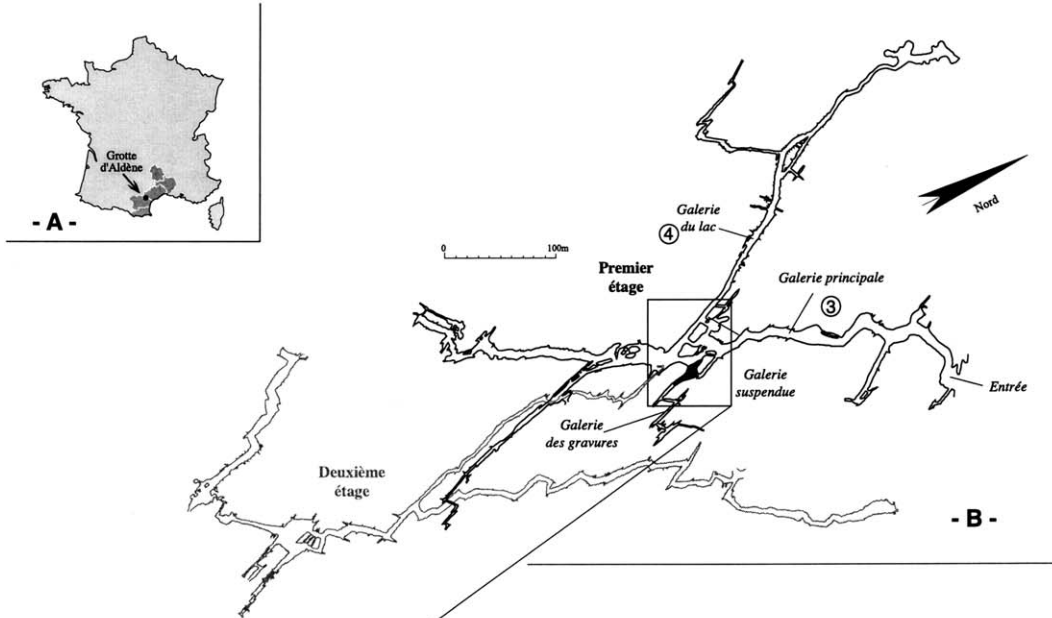 Grotte
d'Aldène
- A -
Nord
Galerie
du lac
④
0 100m
Premier
étage
Galerie principale
③
Galerie
suspendue
Entrée
Galerie
des gravures
Deuxième
étage
- B -